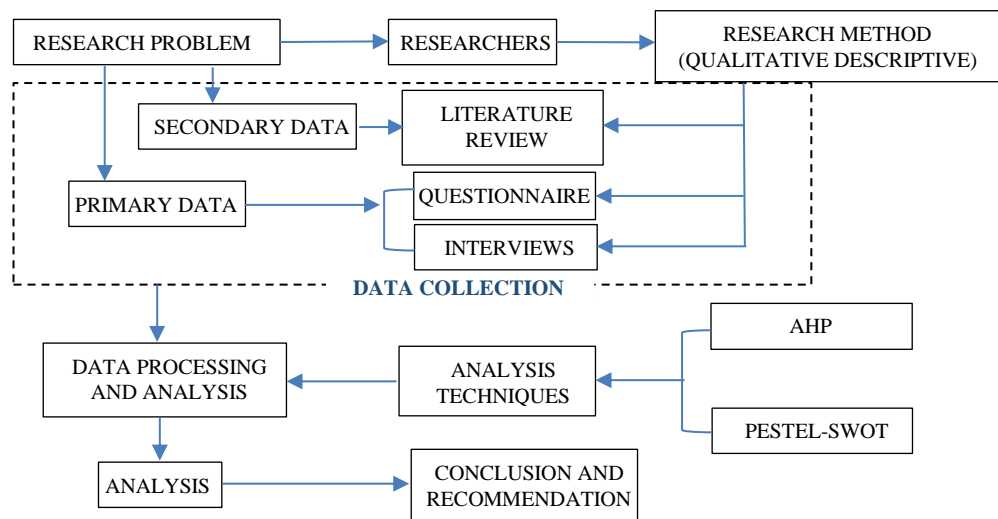 RESEARCH PROBLEM
RESEARCHERS
RESEARCH METHOD
(QUALITATIVE DESCRIPTIVE)
SECONDARY DATA
LITERATURE
REVIEW
PRIMARY DATA
QUESTIONNAIRE
INTERVIEWS
DATA COLLECTION
DATA PROCESSING
AND ANALYSIS
ANALYSIS
TECHNIQUES
AHP
PESTEL-SWOT
ANALYSIS
CONCLUSION AND
RECOMMENDATION